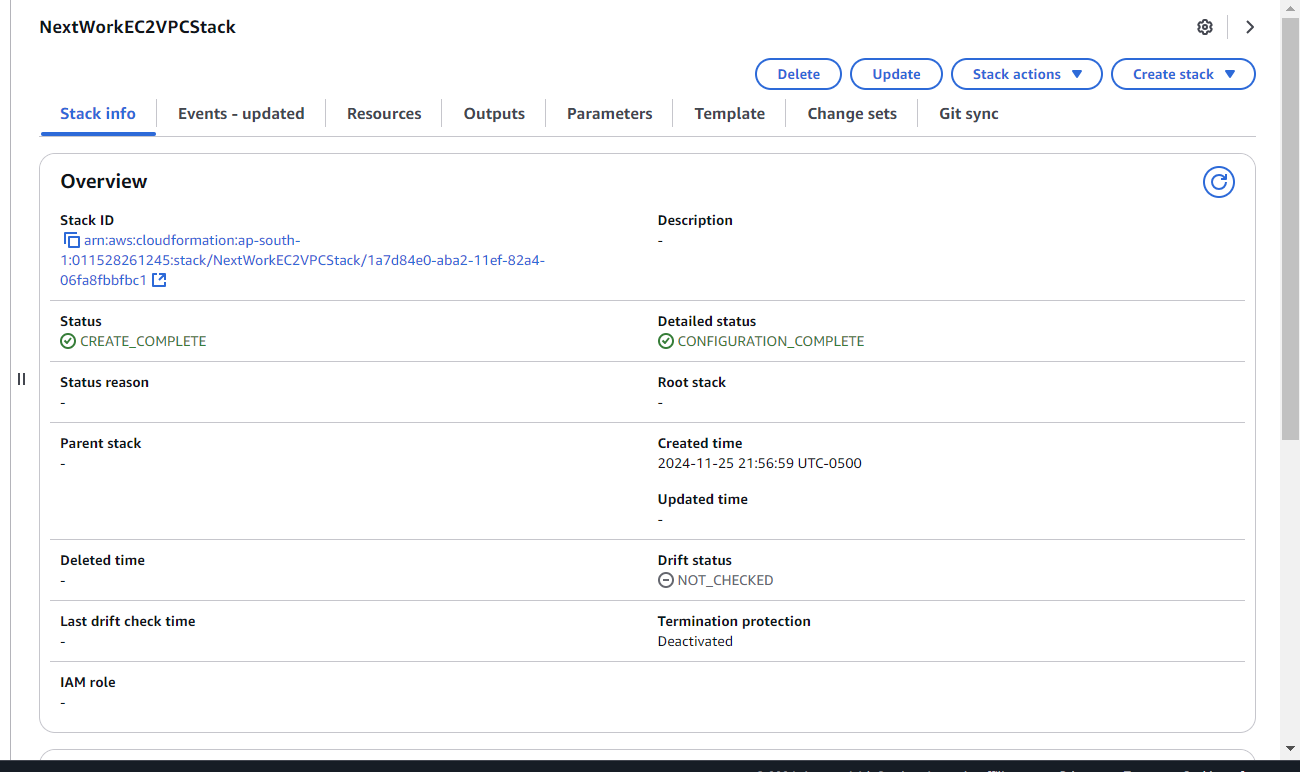 NextWorkEC2VPCStack
Delete
Update
Stack actions
Create stack
Stack info
Events - updated
Resources
Outputs
Parameters
Template
Change sets
Git sync
Overview
Stack ID
arn:aws:cloudformation:ap-south-
1:011528261245:stack/NextWorkEC2VPCStack/1a7d84e0-aba2-11ef-82a4-
06fa8fbbfbc1
Description
-
Status
CREATE_COMPLETE
Detailed status
CONFIGURATION_COMPLETE
Status reason
-
Root stack
-
Parent stack
-
Created time
2024-11-25 21:56:59 UTC-0500
Updated time
-
Deleted time
-
Drift status
NOT_CHECKED
Last drift check time
-
Termination protection
Deactivated
IAM role
-